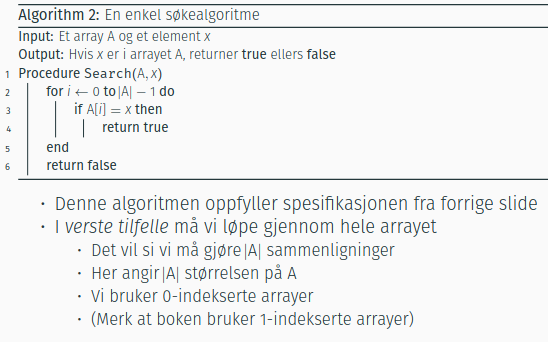 Algorithm 2: En enkel søkealgoritme
Input: Et array A og et element x
Output: Hvis x er i arrayet A, returner true ellers false
1 Procedure Search(A, x)
2 for i ← 0 to |A| − 1 do
3 if A[i] = x then
4 return true
5 end
6 return false
• Denne algoritmen oppfyller spesifikasjonen fra forrige slide
• I verste tilfelle må vi løpe gjennom hele arrayet
• Det vil si vi må gjøre |A| sammenligninger
• Her angir |A| størrelsen på A
• Vi bruker 0-indekserte arrayer
• (Merk at boken bruker 1-indekserte arrayer)